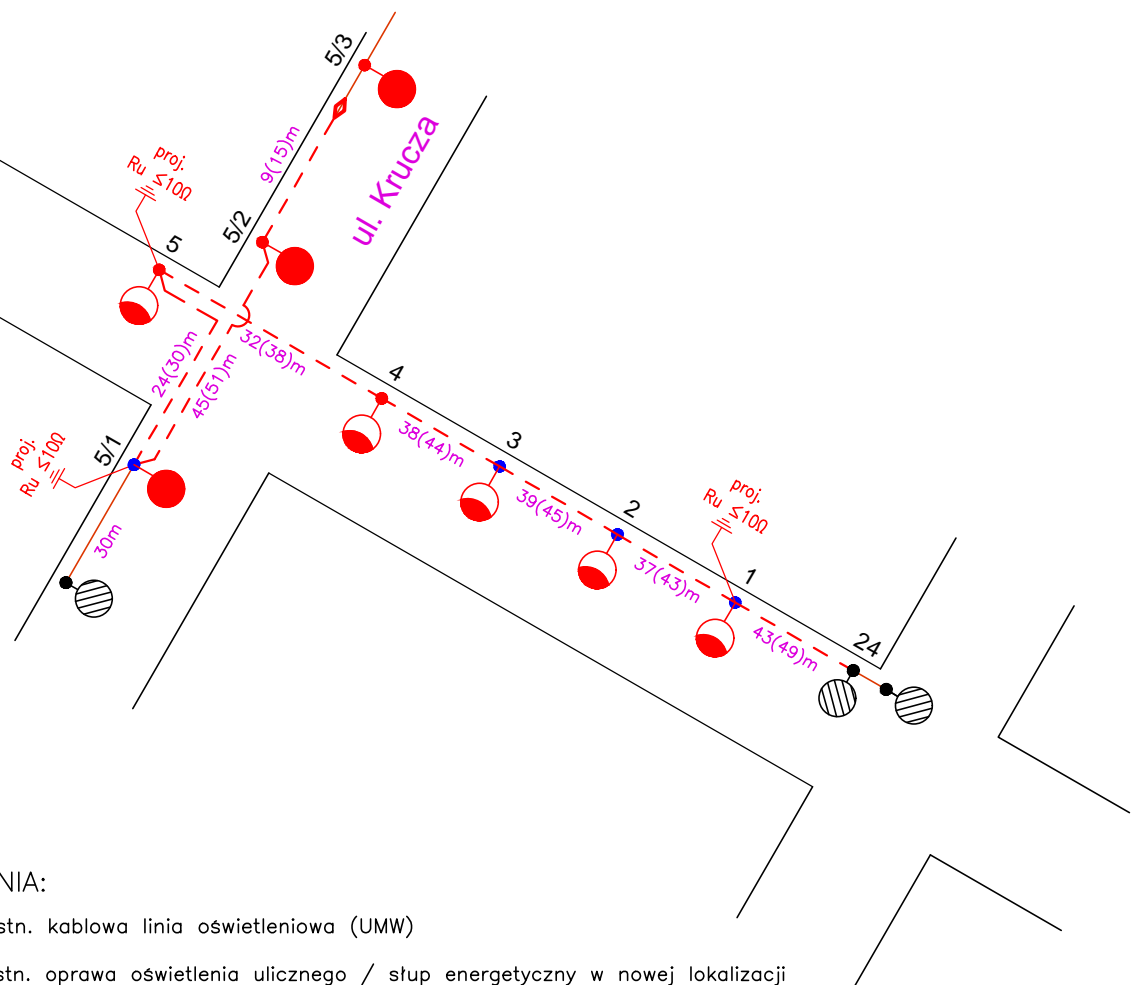 5/3
9(15)m
ul. Krucza
proj.
Ru ≤10Ω
5/2
5
32(38)m
24(30)m
45(51)m
4
38(44)m
3
proj.
Ru ≤10Ω
5/1
39(45)m
2
proj.
Ru ≤10Ω
30m
37(43)m
1
43(49)m
24
NIA:
stn. kablowa linia oświetleniowa (UMW)
stn. oprawa oświetlenia ulicznego / słup energetyczny w nowej lokalizacji